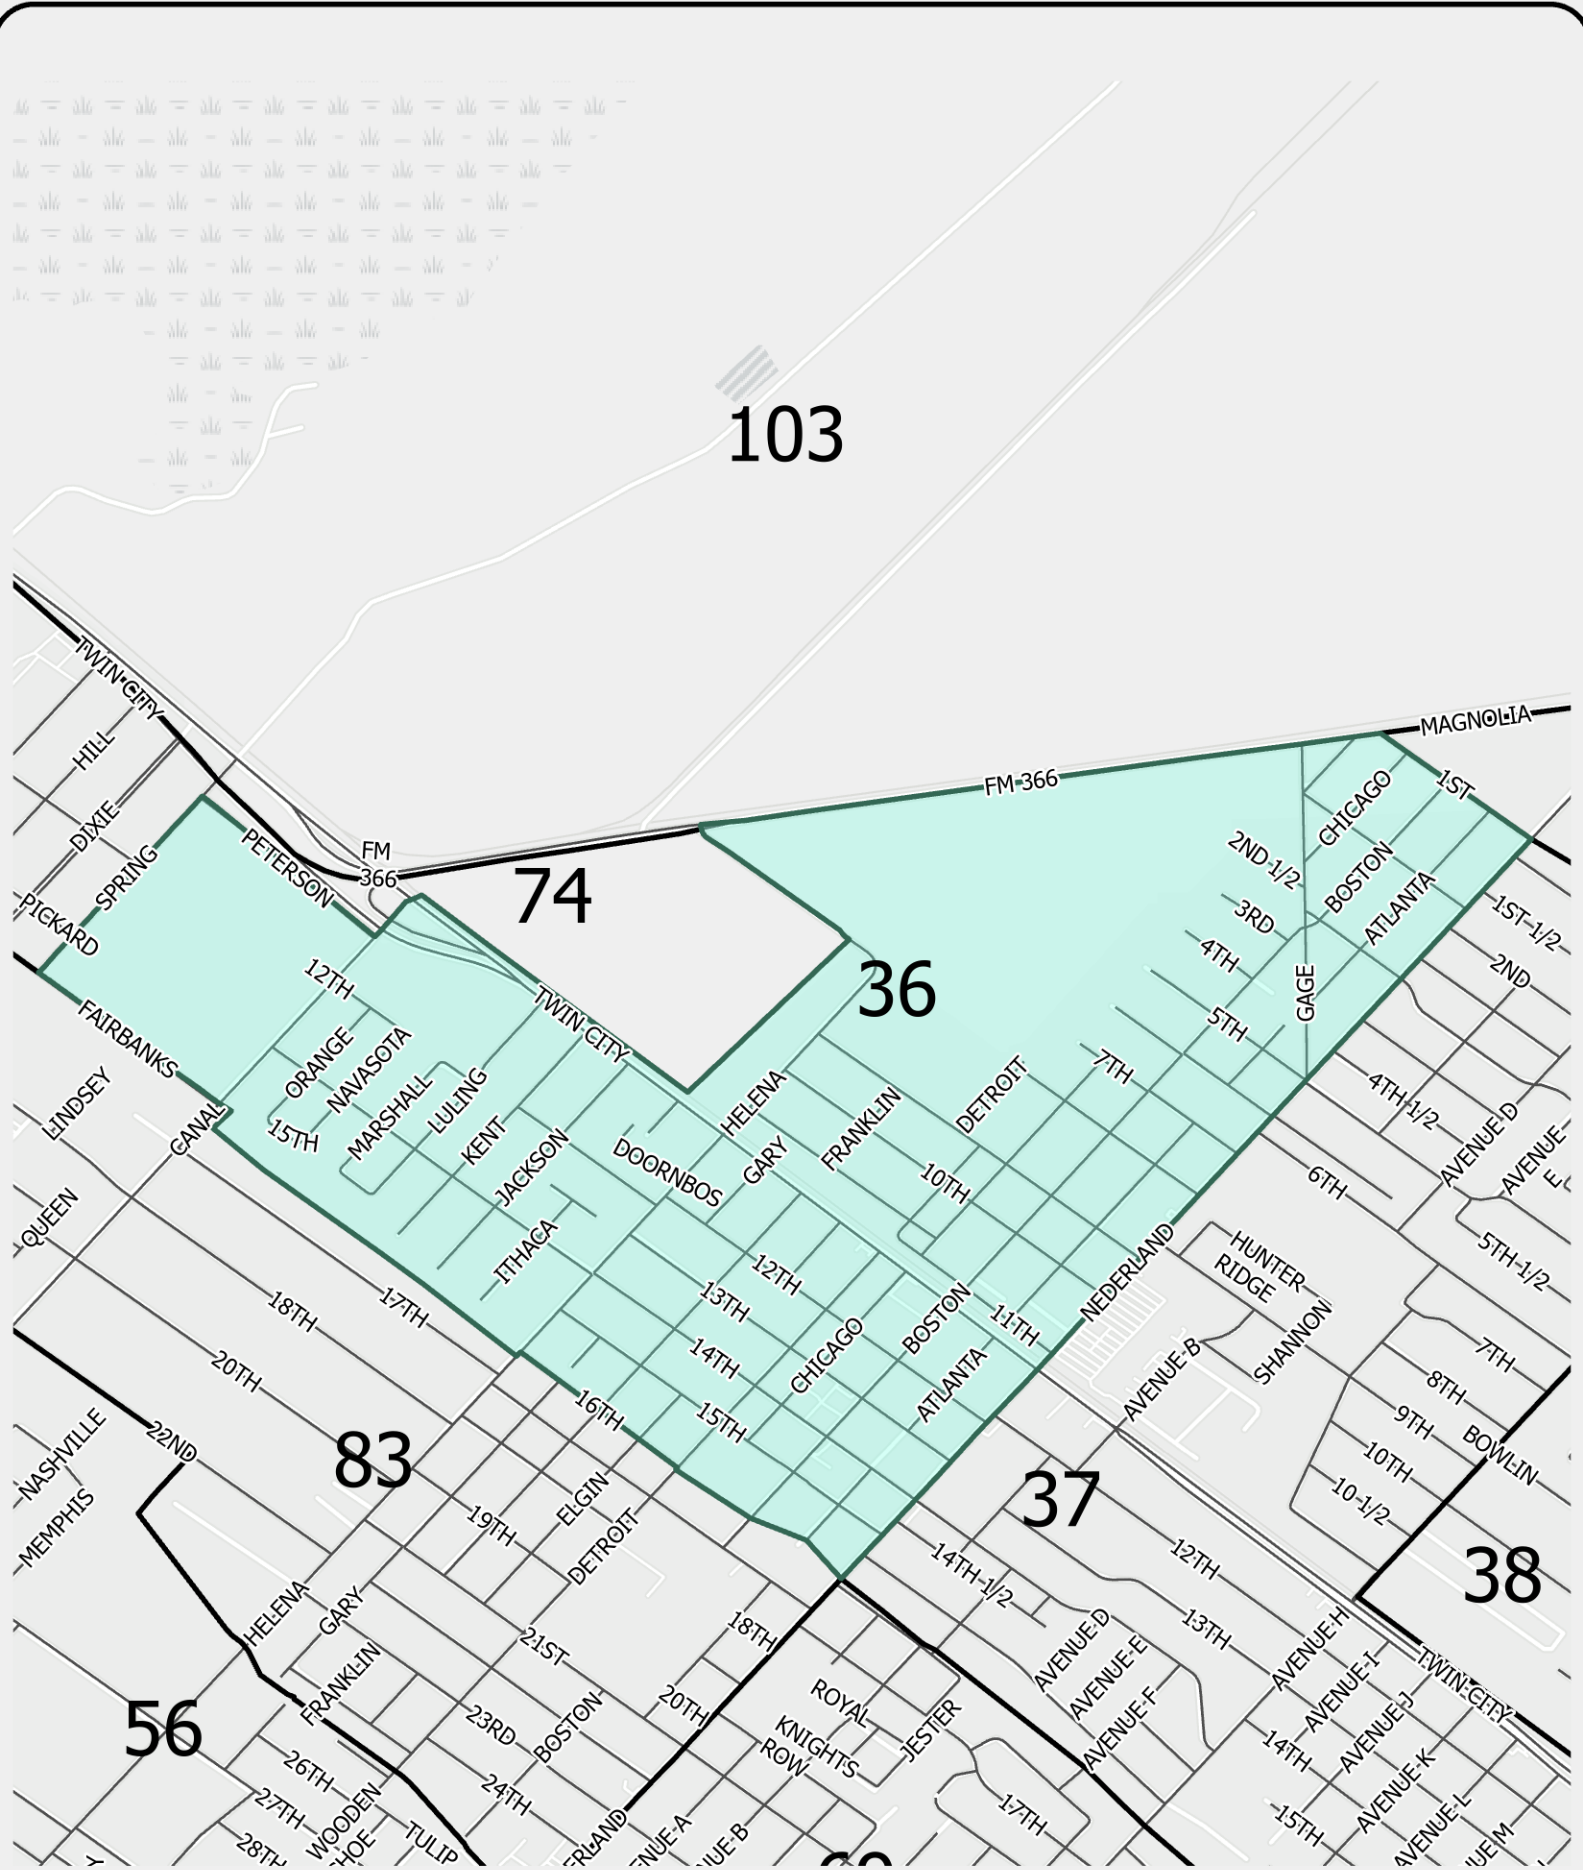 103
TWIN CITY
MAGNOLIA
HILL
FM 366
1ST
CHICAGO
DIXIE
FM
366
PETERSON
SPRING
74
2ND 1/2
BOSTON
ATLANTA
PICKARD
3RD
1ST 1/2
4TH
36
12TH
GAGE
2ND
FAIRBANKS
TWIN CITY
5TH
ORANGE
NAVASOTA
7TH
DETROIT
4TH 1/2
LINDSEY
MARSHALL
LULING
HELENA
FRANKLIN
AVENUE D
CANAL
15TH
KENT
AVENUE
E
JACKSON
DOORNBOS
GARY
10TH
6TH
QUEEN
ITHACA
NEDERLAND
HUNTER
RIDGE
5TH 1/2
12TH
13TH
18TH
17TH
BOSTON
11TH
SHANNON
CHICAGO
14TH
7TH
20TH
ATLANTA
AVENUE B
8TH
16TH
15TH
9TH
NASHVILLE
22ND
83
BOWLIN
10TH
37
ELGIN
10 1/2
MEMPHIS
19TH
DETROIT
12TH
38
14TH 1/2
HELENA
GARY
18TH
13TH
21ST
AVENUE D
AVENUE E
AVENUE H
FRANKLIN
AVENUE I
TWIN CITY
56
20TH
ROYAL
AVENUE F
23RD
BOSTON
KNIGHTS
ROW
JESTER
AVENUE J
14TH
26TH
24TH
AVENUE K
27TH
WOODEN
SHOE
17TH
15TH
AVENUE L
28TH
TULIP